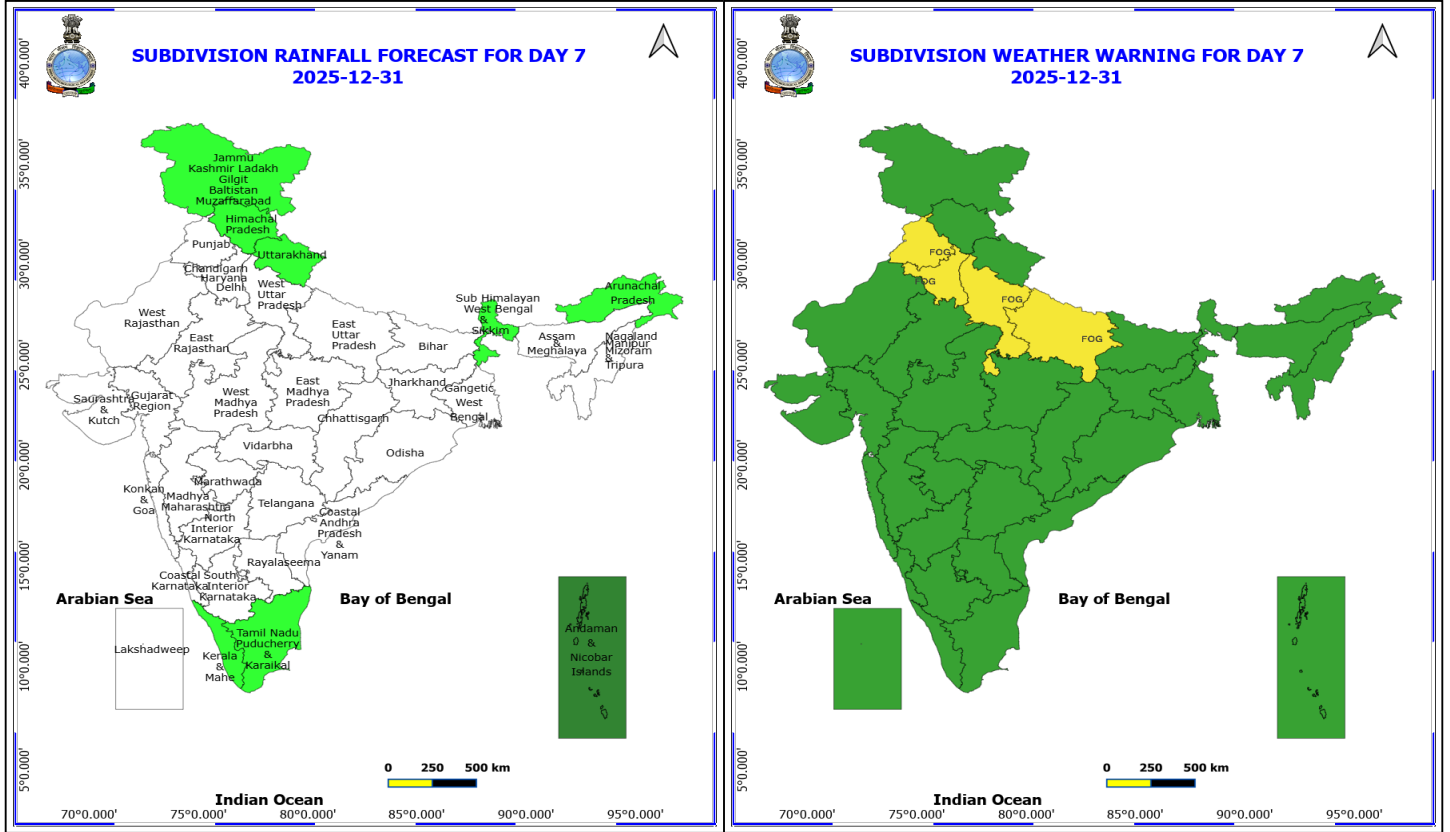 SUBDIVISION RAINFALL FORECAST FOR DAY 7
2025-12-31
40°0.000'
35°0.000'
30°0.000'
25°0.000'
20°0.000'
15°0.000'
10°0.000'
5°0.000'
Jammu
Kashmir Ladakh
Gilgit
Baltistan
Muzaffarabad
Himachal
Pradesh
Punjab
Uttarakhand
Chandigarh
Haryana
Delhi
West
Uttar
Pradesh
Arunachal
Pradesh
Sub Himalayan
West Bengal
&
Sikkim
West
Rajasthan
East
Rajasthan
East
Uttar
Pradesh
Bihar
Assam
&
Meghalaya
Nagaland
Manipur
Mizoram
&
Tripura
Saurashtra
&
Kutch
Gujarat
Region
West
Madhya
Pradesh
East
Madhya
Pradesh
Jharkhand
Gangetic
West
Bengal
Chhattisgarh
Vidarbha
Odisha
Konkan
&
Goa
Marathwada
Madhya
Maharashtra
Telangana
North
Interior
Karnataka
Coastal
Andhra
Pradesh
&
Yanam
Rayalaseema
Coastal
Karnataka
South
Interior
Karnataka
Arabian Sea
Bay of Bengal
Lakshadweep
Kerala
&
Mahe
Tamil Nadu
Puducherry
&
Karaikal
Andaman
&
Nicobar
Islands
0 250 500 km
Indian Ocean
70°0.000' 75°0.000' 80°0.000' 85°0.000' 90°0.000' 95°0.000'
SUBDIVISION WEATHER WARNING FOR DAY 7
2025-12-31
40°0.000'
35°0.000'
30°0.000'
25°0.000'
20°0.000'
15°0.000'
10°0.000'
5°0.000'
FOG
FOG
FOG
FOG
Arabian Sea
Bay of Bengal
0 250 500 km
Indian Ocean
70°0.000' 75°0.000' 80°0.000' 85°0.000' 90°0.000' 95°0.000'